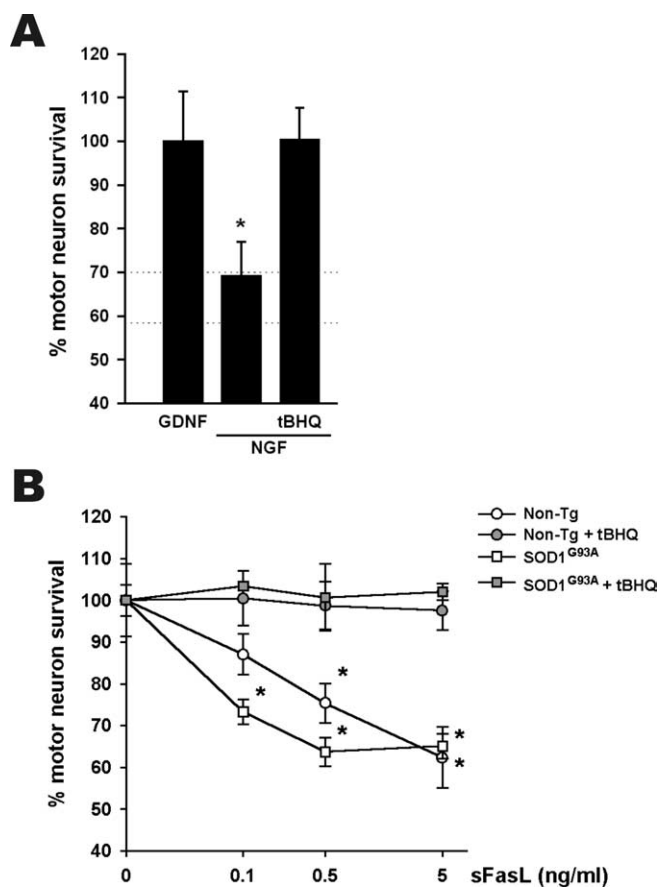 A
120
110
100
90
80
70
60
50
40
% motor neuron survival
*
GDNF
tBHQ
NGF
B
120
110
100
90
80
70
60
50
40
% motor neuron survival
Non-Tg
Non-Tg + tBHQ
SOD1G93A
SOD1G93A + tBHQ
*
*
*
*
*
0 0.1 0.5 5 sFasL (ng/ml)